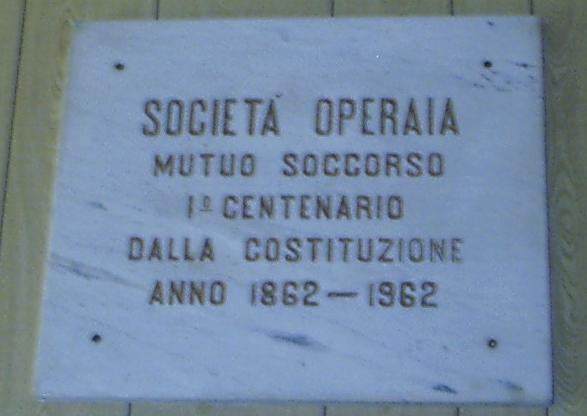 SOCIETÀ OPERAIA
MUTUO SOCCORSO
1º CENTENARIO
DALLA COSTITUZIONE
ANNO 1862-1962